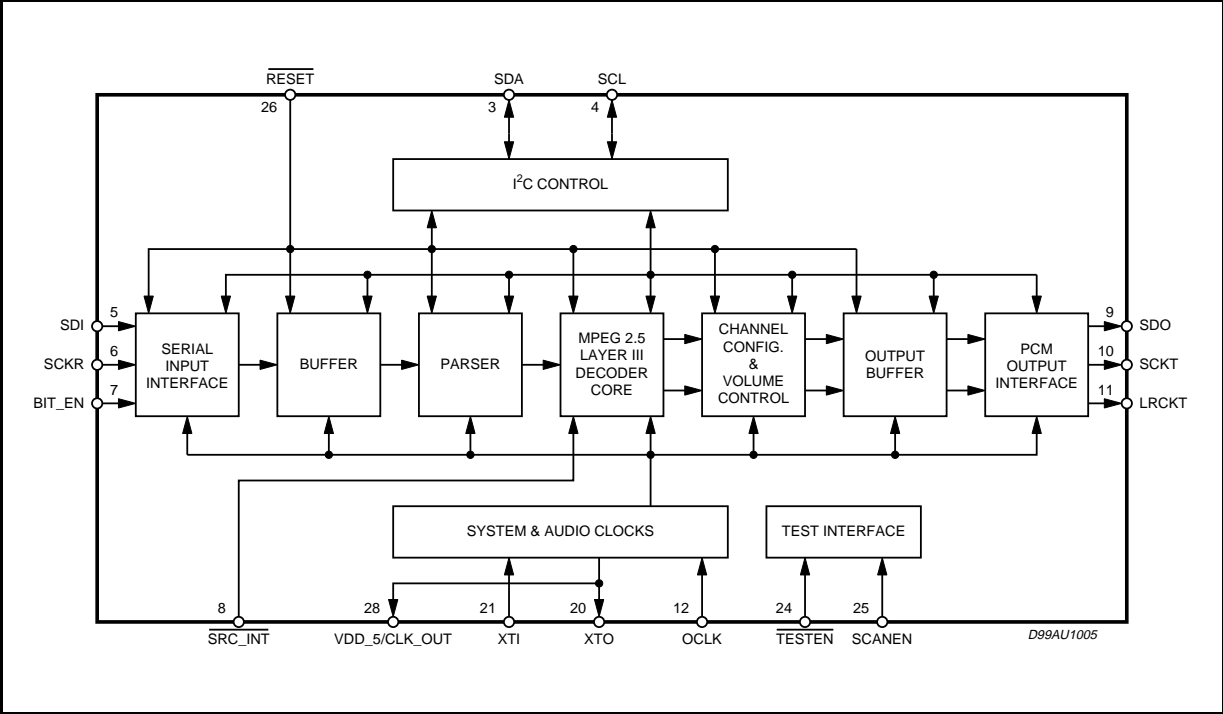 RESET
SDA
SCL
26
3
4
I²C CONTROL
SDI
5
SCKR
6
BIT_EN
7
SERIAL
INPUT
INTERFACE
BUFFER
PARSER
MPEG 2.5
LAYER III
DECODER
CORE
CHANNEL
CONFIG.
&
VOLUME
CONTROL
OUTPUT
BUFFER
PCM
OUTPUT
INTERFACE
9
SDO
10
SCKT
11
LRCKT
SYSTEM & AUDIO CLOCKS
TEST INTERFACE
8
28
21
20
12
24
25
SRC_INT
VDD_5/CLK_OUT
XTI
XTO
OCLK
TESTEN
SCANEN
D99AU1005